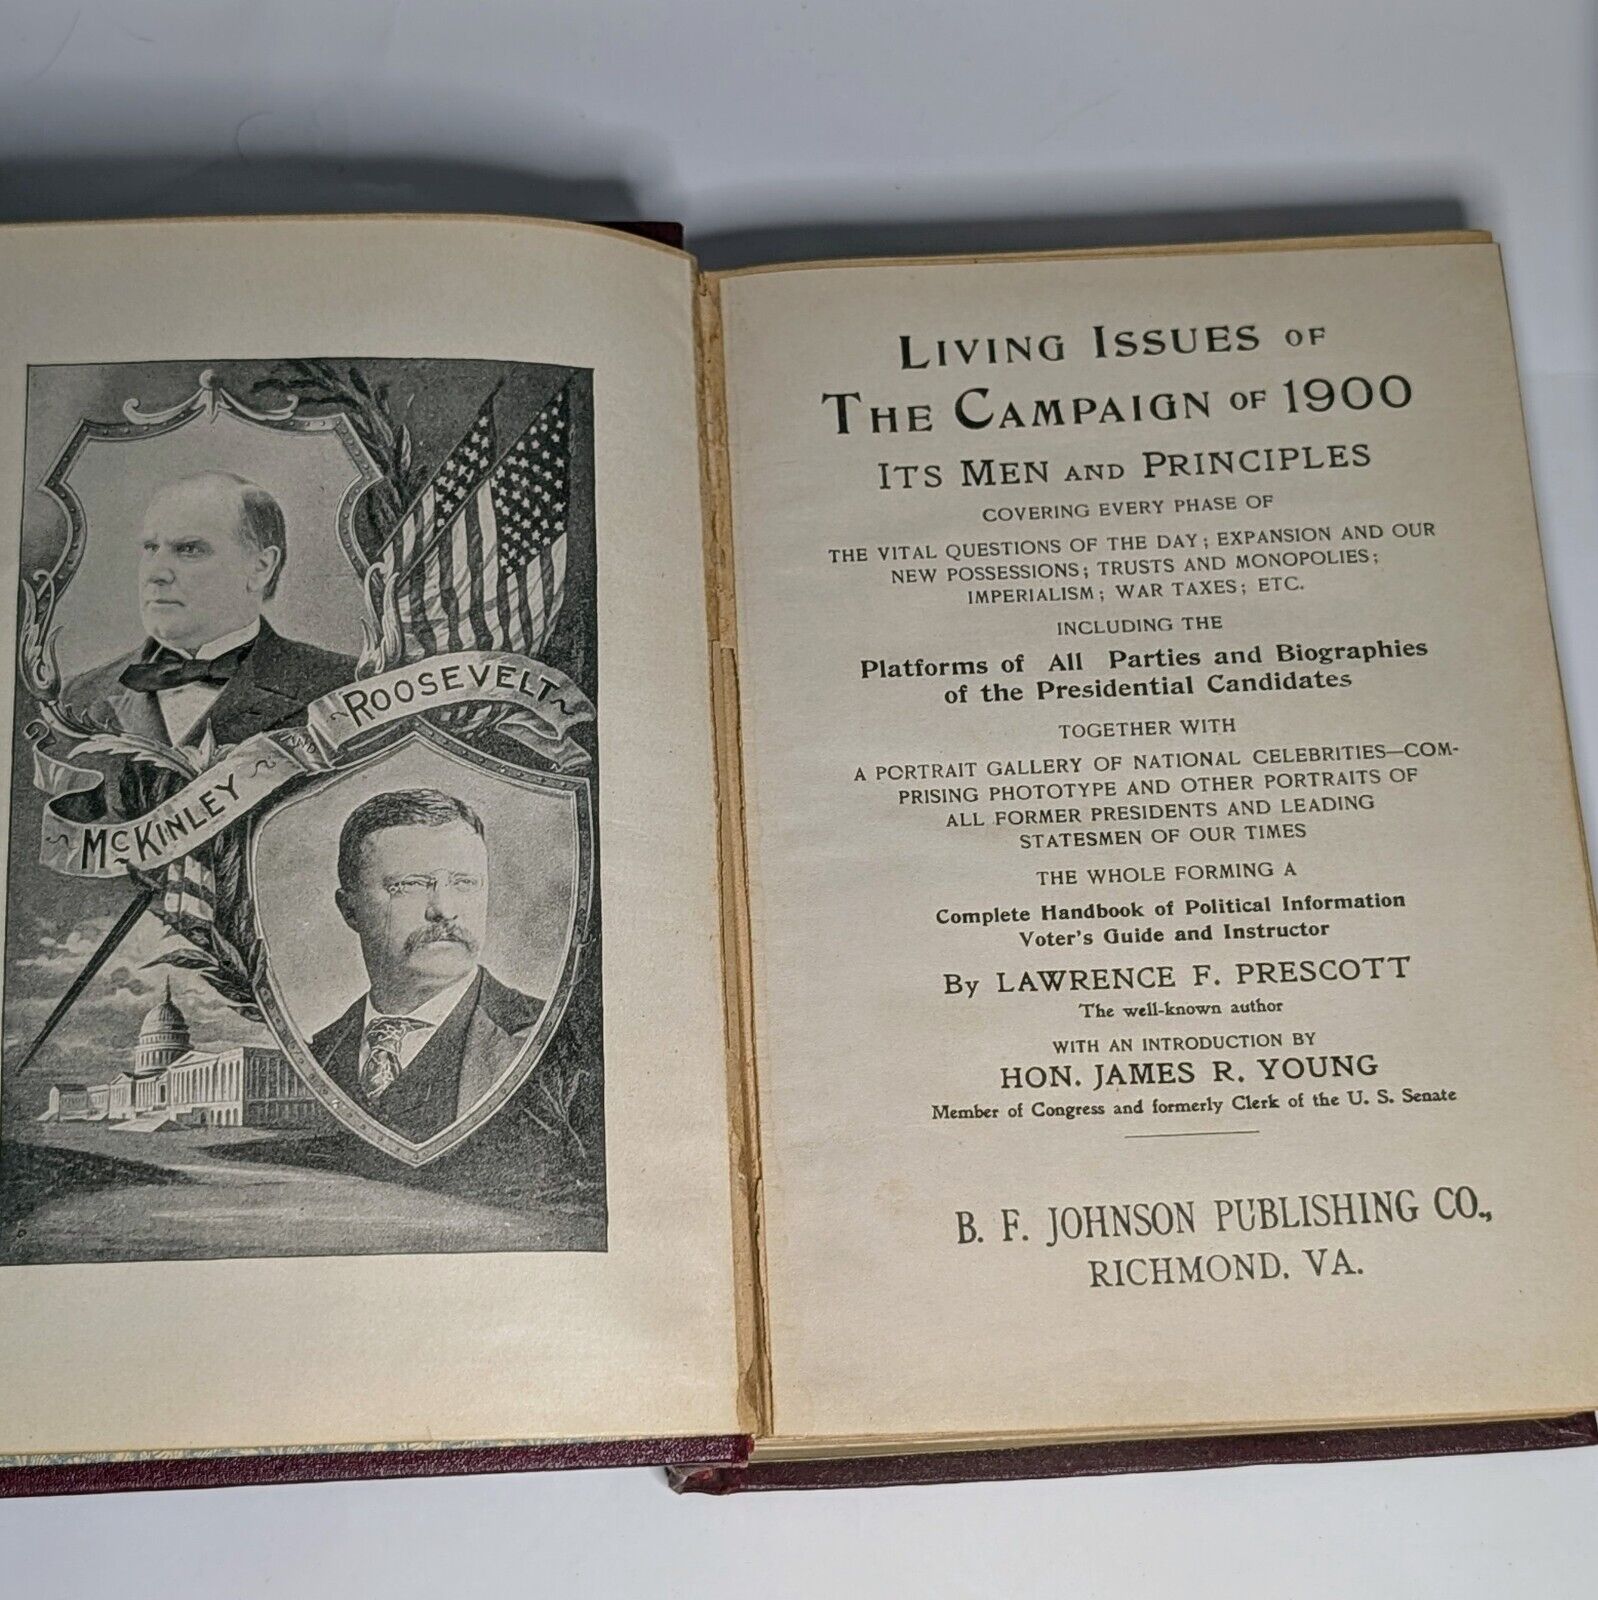 McKINLEY AND ROOSEVELT
LIVING ISSUES OF
THE CAMPAIGN OF 1900
ITS MEN AND PRINCIPLES
COVERING EVERY PHASE OF
THE VITAL QUESTIONS OF THE DAY; EXPANSION AND OUR
NEW POSSESSIONS; TRUSTS AND MONOPOLIES;
IMPERIALISM; WAR TAXES; ETC.
INCLUDING THE
Platforms of All Parties and Biographies
of the Presidential Candidates
TOGETHER WITH
A PORTRAIT GALLERY OF NATIONAL CELEBRITIES—COM-
PRISING PHOTOTYPE AND OTHER PORTRAITS OF
ALL FORMER PRESIDENTS AND LEADING
STATESMEN OF OUR TIMES
THE WHOLE FORMING A
Complete Handbook of Political Information
Voter's Guide and Instructor
By LAWRENCE F. PRESCOTT
The well-known author
WITH AN INTRODUCTION BY
HON. JAMES R. YOUNG
Member of Congress and formerly Clerk of the U. S. Senate
B. F. JOHNSON PUBLISHING CO.,
RICHMOND, VA.